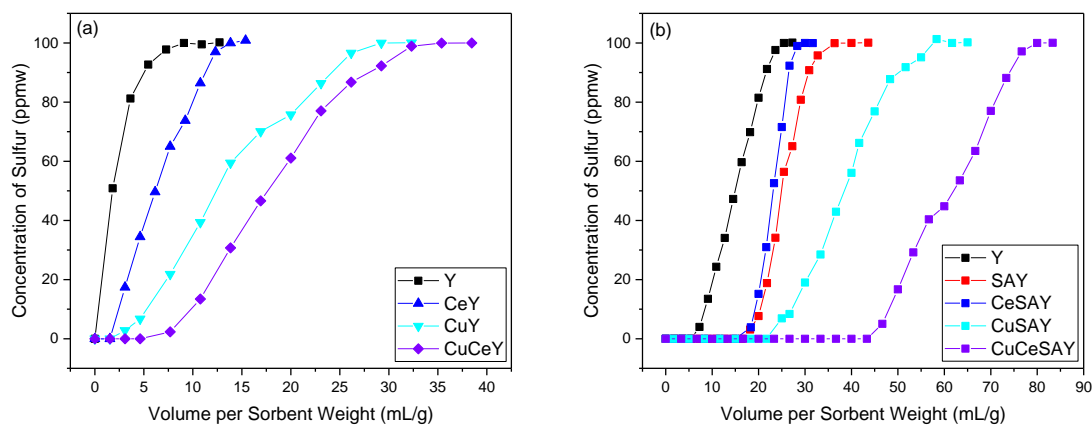 (a)
Concentration of Sulfur (ppmw)
100
80
60
40
20
0
Y
CeY
CuY
CuCeY
0 5 10 15 20 25 30 35 40
Volume per Sorbent Weight (mL/g)
(b)
Concentration of Sulfur (ppmw)
100
80
60
40
20
0
Y
SAY
CeSAY
CuSAY
CuCeSAY
0 10 20 30 40 50 60 70 80 90
Volume per Sorbent Weight (mL/g)